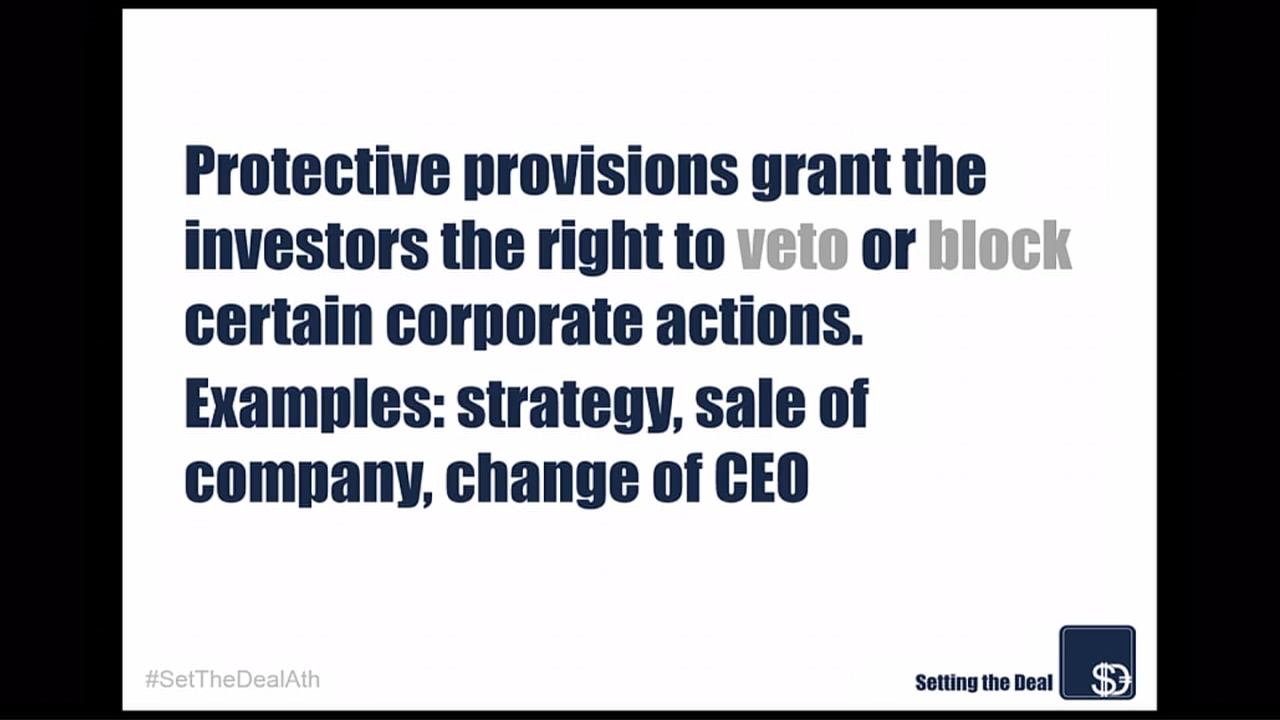 Protective provisions grant the
investors the right to veto or block
certain corporate actions.
Examples: strategy, sale of
company, change of CEO
#SetTheDealAth
Setting the Deal